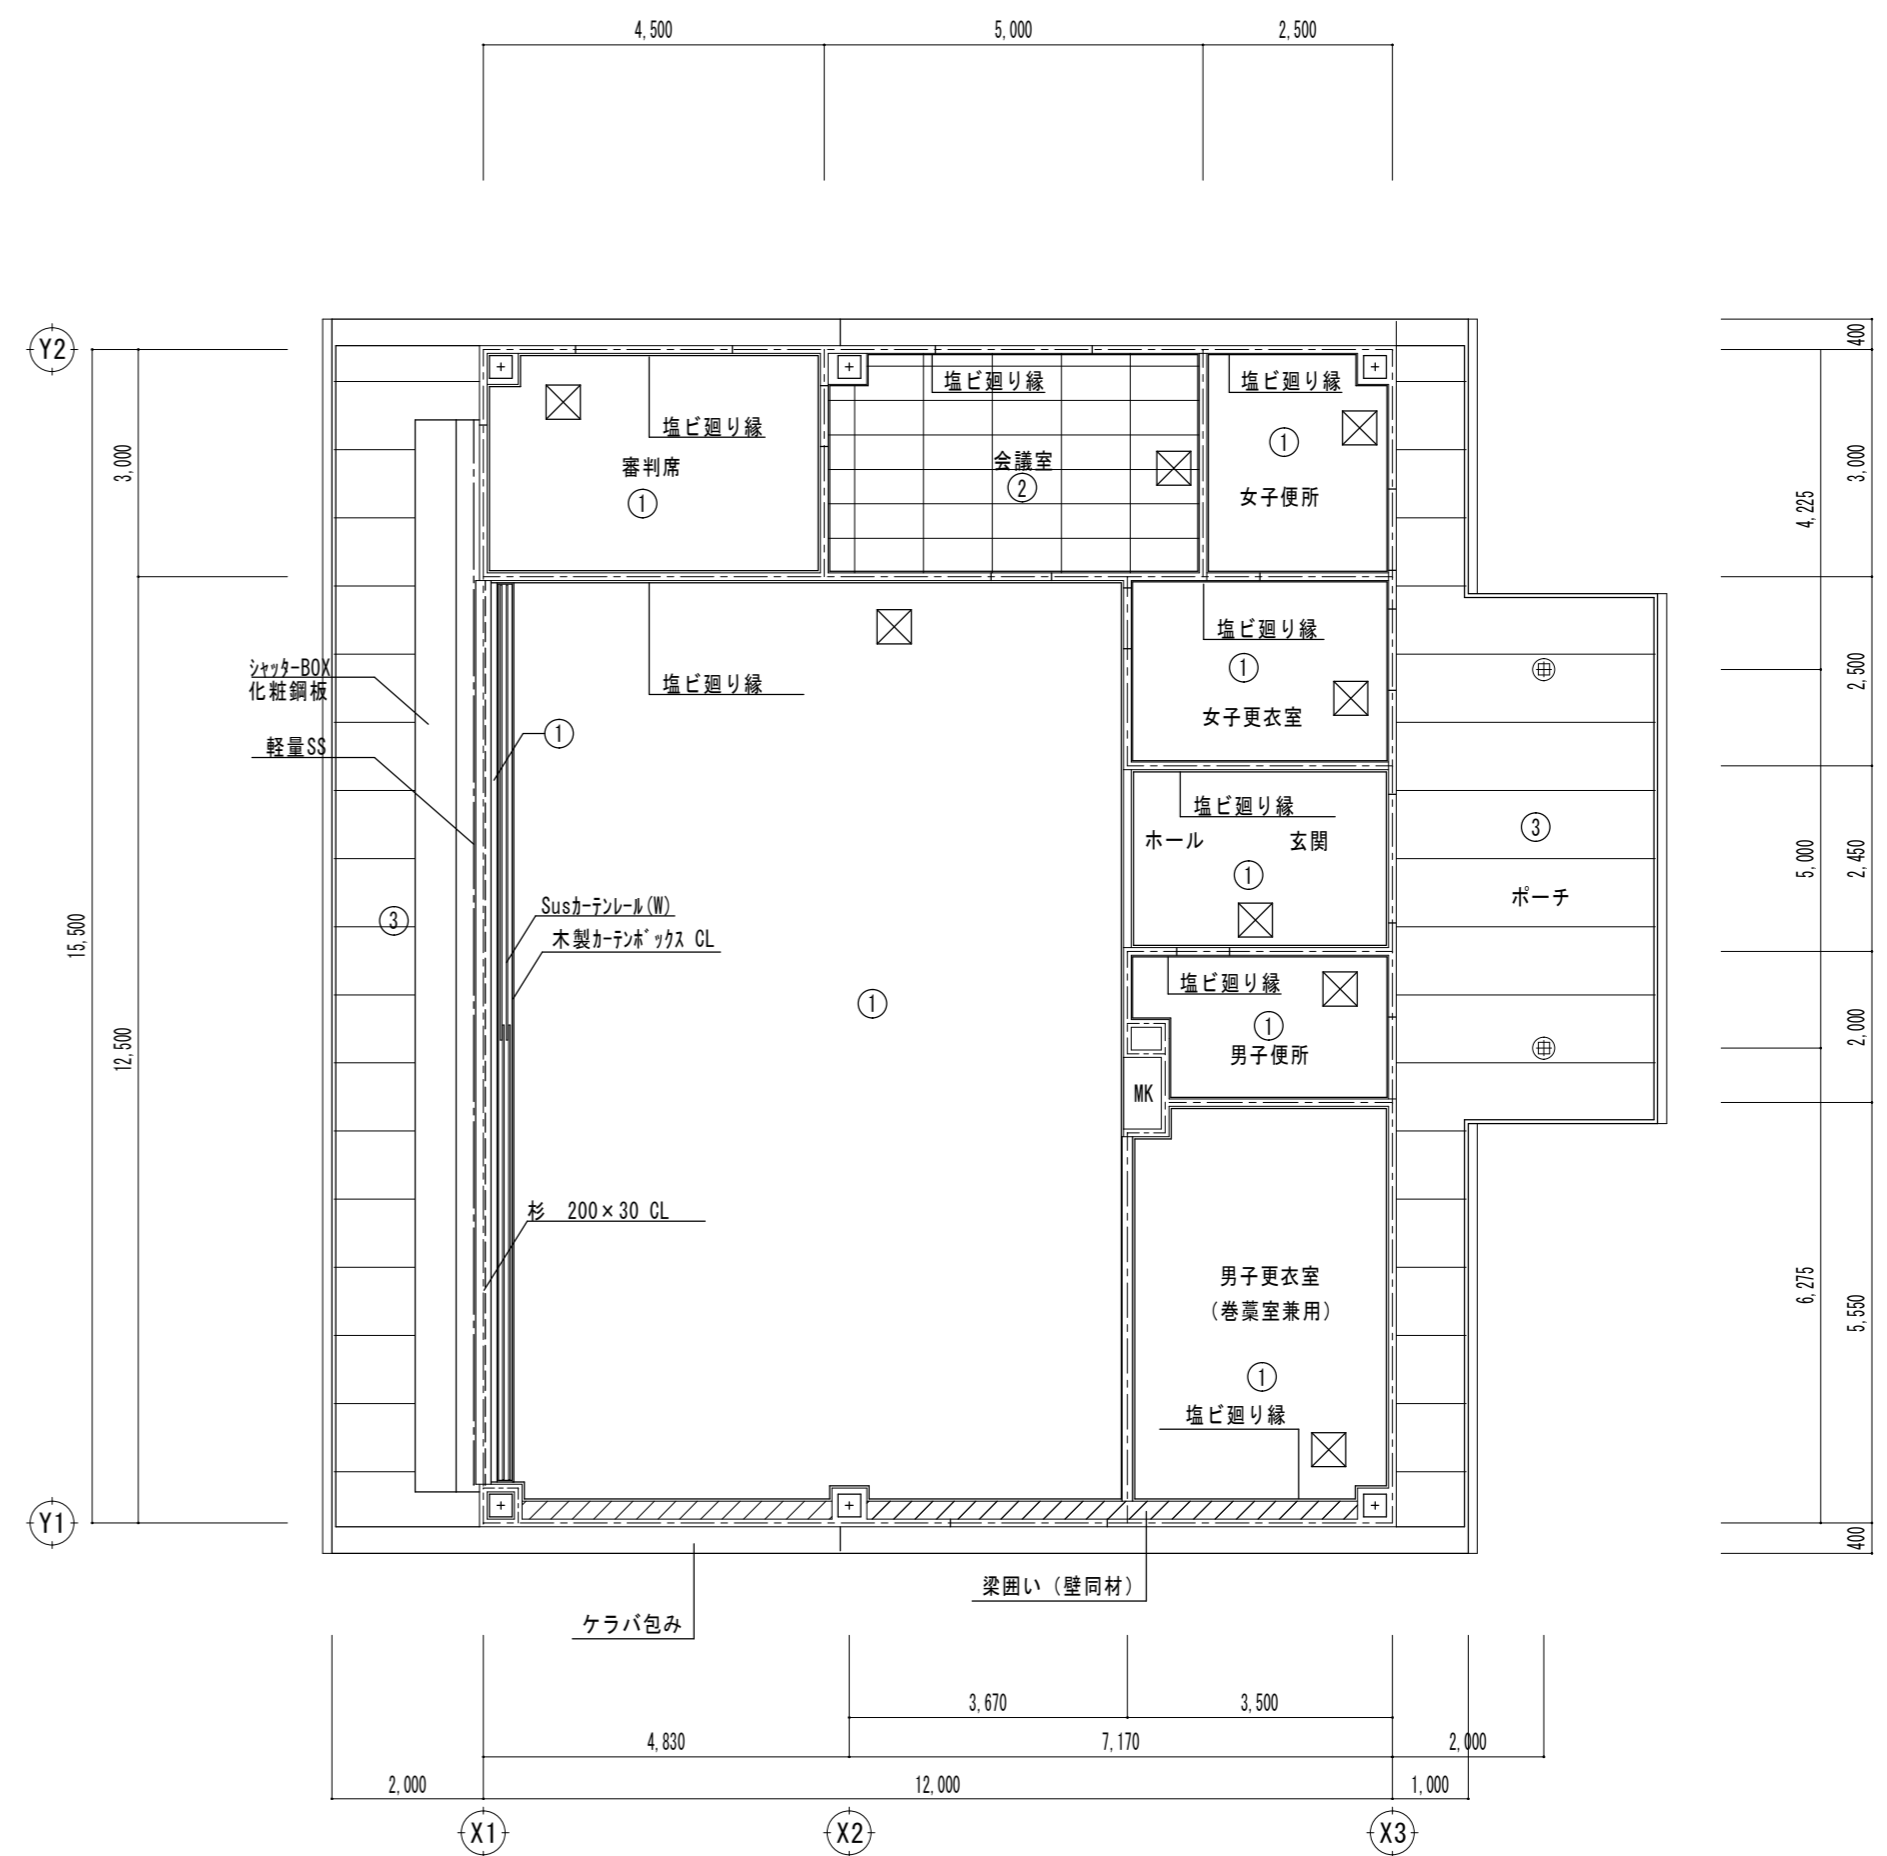 4,500
5,000
2,500
Y2
塩ビ廻り縁
塩ビ廻り縁
塩ビ廻り縁
審判席
①
会議室
②
①
女子便所
400
3,000
3,000
4,225
塩ビ廻り縁
①
女子更衣室
2,500
シャッターBOX
化粧鋼板
塩ビ廻り縁
①
軽量SS
塩ビ廻り縁
ホール
玄関
①
③
ポーチ
5,000
2,450
15,500
③
Susカーテンレール(W)
木製カーテンボックス CL
①
塩ビ廻り縁
①
男子便所
2,000
12,500
MK
杉 200×30 CL
男子更衣室
(巻藁室兼用)
①
塩ビ廻り縁
6,275
5,550
Y1
400
梁囲い（壁同材）
ケラバ包み
3,670
3,500
4,830
7,170
2,000
2,000
12,000
1,000
X1
X2
X3